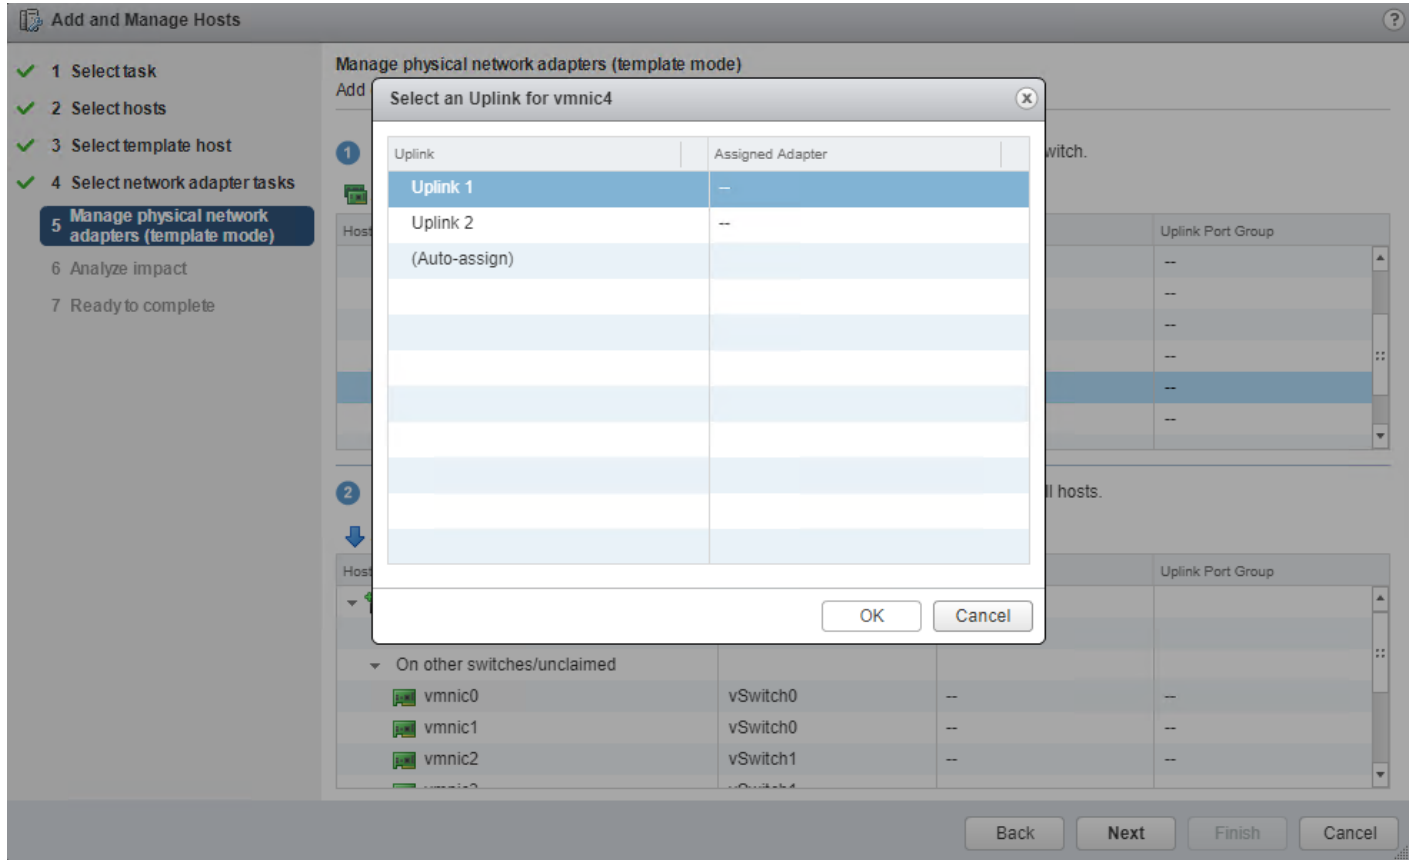 Add and Manage Hosts
?
1 Select task
2 Select hosts
3 Select template host
4 Select network adapter tasks
5 Manage physical network
adapters (template mode)
6 Analyze impact
7 Ready to complete
Manage physical network adapters (template mode)
Add
Select an Uplink for vmnic4
Uplink
Assigned Adapter
Uplink 1
--
Uplink 2
--
(Auto-assign)
OK
Cancel
1
witch.
Host
Uplink Port Group
--
--
--
--
--
--
2
ll hosts.
Host
Uplink Port Group
On other switches/unclaimed
vmnic0
vSwitch0
--
--
vmnic1
vSwitch0
--
--
vmnic2
vSwitch1
--
--
Back
Next
Finish
Cancel